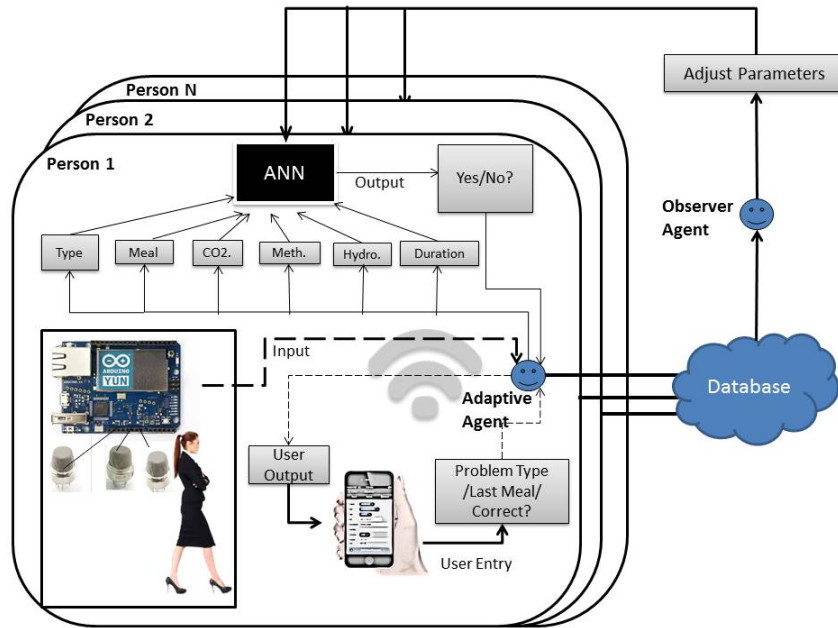 Person N
Person 2
Person 1
Adjust Parameters
ANN
Output
Yes/No?
Observer
Agent
Type
Meal
CO2.
Meth.
Hydro.
Duration
ARDUINO
YUN
Input
Adaptive
Agent
Database
User
Output
Problem Type
/Last Meal/
Correct?
User Entry